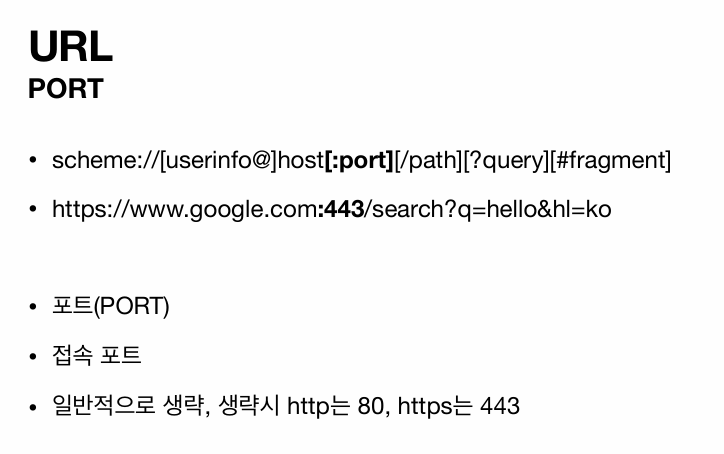 URL
PORT
• scheme://[userinfo@]host[:port][/path][?query][#fragment]
• https://www.google.com:443/search?q=hello&hl=ko
• 포트(PORT)
• 접속 포트
• 일반적으로 생략, 생략시 http는 80, https는 443